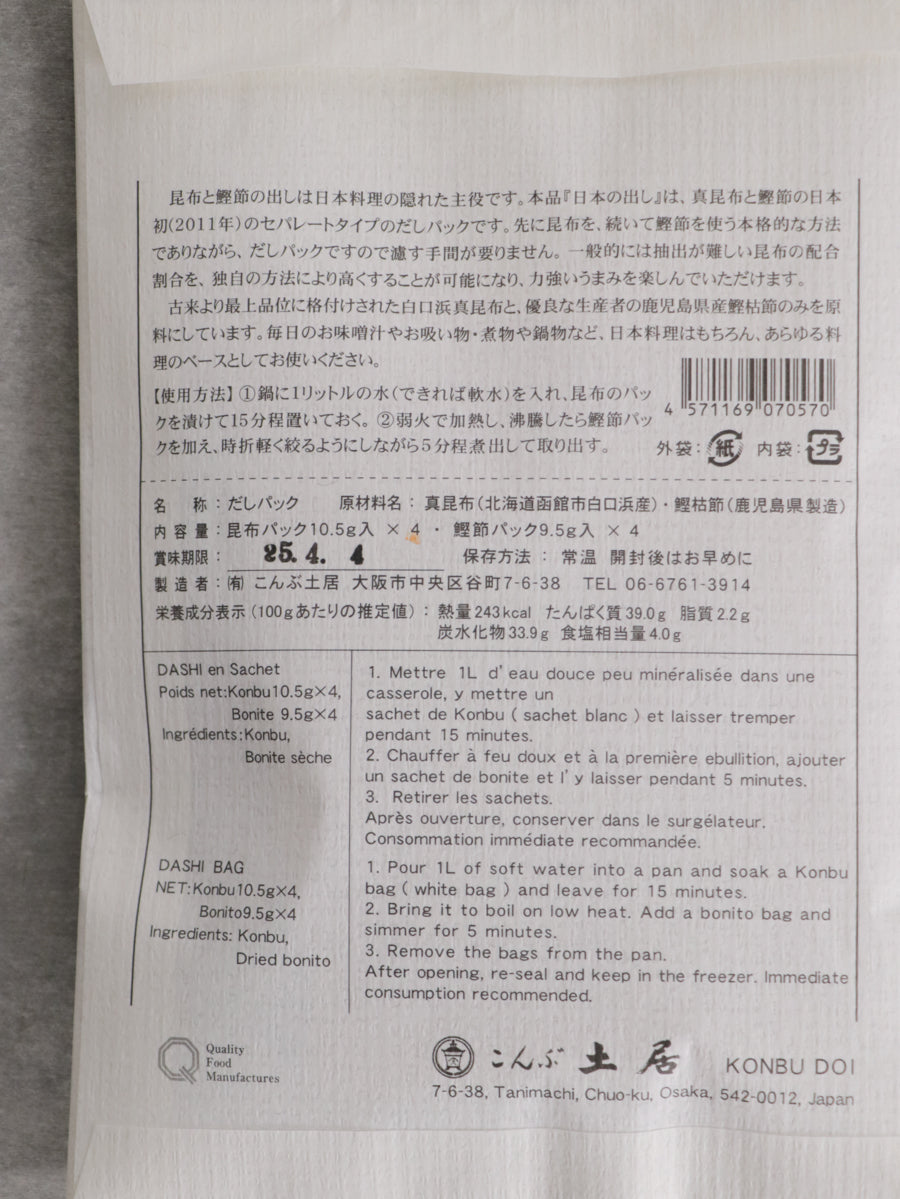 昆布と鰹節の出しは日本料理の隠れた主役です。本品『日本の出し』は、真昆布と鰹節の日本
初(2011年)のセパレートタイプのだしパックです。先に昆布を、続いて鰹節を使う本格的な方法
でありながら、だしパックですので濾す手間が要りません。一般的には抽出が難しい昆布の配合
割合を、独自の方法により高くすることが可能になり、力強いうまみを楽しんでいただけます。
古来より最上品位に格付けされた白口浜真昆布と、優良な生産者の鹿児島県産鰹枯節のみを原
料にしています。毎日のお味噌汁やお吸い物・煮物や鍋物など、日本料理はもちろん、あらゆる料
理のベースとしてお使いください。
【使用方法】①鍋に1リットルの水(できれば軟水)を入れ、昆布のパッ
クを漬けて15分程置いておく。②弱火で加熱し、沸騰したら鰹節パッ
クを加え、時折軽く絞るようにしながら5分程煮出して取り出す。
4 571169 070570
外袋：紙 内袋：プラ
名 称：だしパック 原材料名：真昆布(北海道函館市白口浜産)・鰹枯節(鹿児島県製造)
内容量：昆布パック10.5g入 × 4 ・ 鰹節パック9.5g入 × 4
賞味期限： 25.4.4 保存方法：常温 開封後はお早めに
製造者：(有) こんぶ土居 大阪市中央区谷町7-6-38 TEL 06-6761-3914
栄養成分表示(100gあたりの推定値)：熱量243kcal たんぱく質39.0g 脂質2.2g
炭水化物33.9g 食塩相当量4.0g
DASHI en Sachet
Poids net:Konbu10.5g×4,
Bonite 9.5g×4
Ingrédients:Konbu,
Bonite sèche
1. Mettre 1L d'eau douce peu minéralisée dans une
casserole, y mettre un
sachet de Konbu ( sachet blanc ) et laisser tremper
pendant 15 minutes.
2. Chauffer à feu doux et à la première ebullition, ajouter
un sachet de bonite et l'y laisser pendant 5 minutes.
3. Retirer les sachets.
Après ouverture, conserver dans le surgélateur.
Consommation immédiate recommandée.
DASHI BAG
NET:Konbu10.5g×4,
Bonito9.5g×4
Ingredients: Konbu,
Dried bonito
1. Pour 1L of soft water into a pan and soak a Konbu
bag ( white bag ) and leave for 15 minutes.
2. Bring it to boil on low heat. Add a bonito bag and
simmer for 5 minutes.
3. Remove the bags from the pan.
After opening, re-seal and keep in the freezer. Immediate
consumption recommended.
Quality
Food
Manufactures
こんぶ土居 KONBU DOI
7-6-38, Tanimachi, Chuo-ku, Osaka, 542-0012, Japan